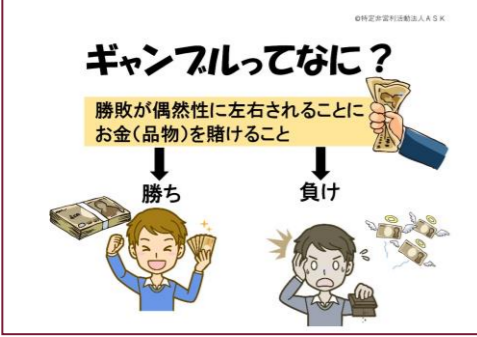 ©特定非営利活動法人ASK
ギャンブルってなに？
勝敗が偶然性に左右されることに
お金(品物)を賭けること
勝ち
負け